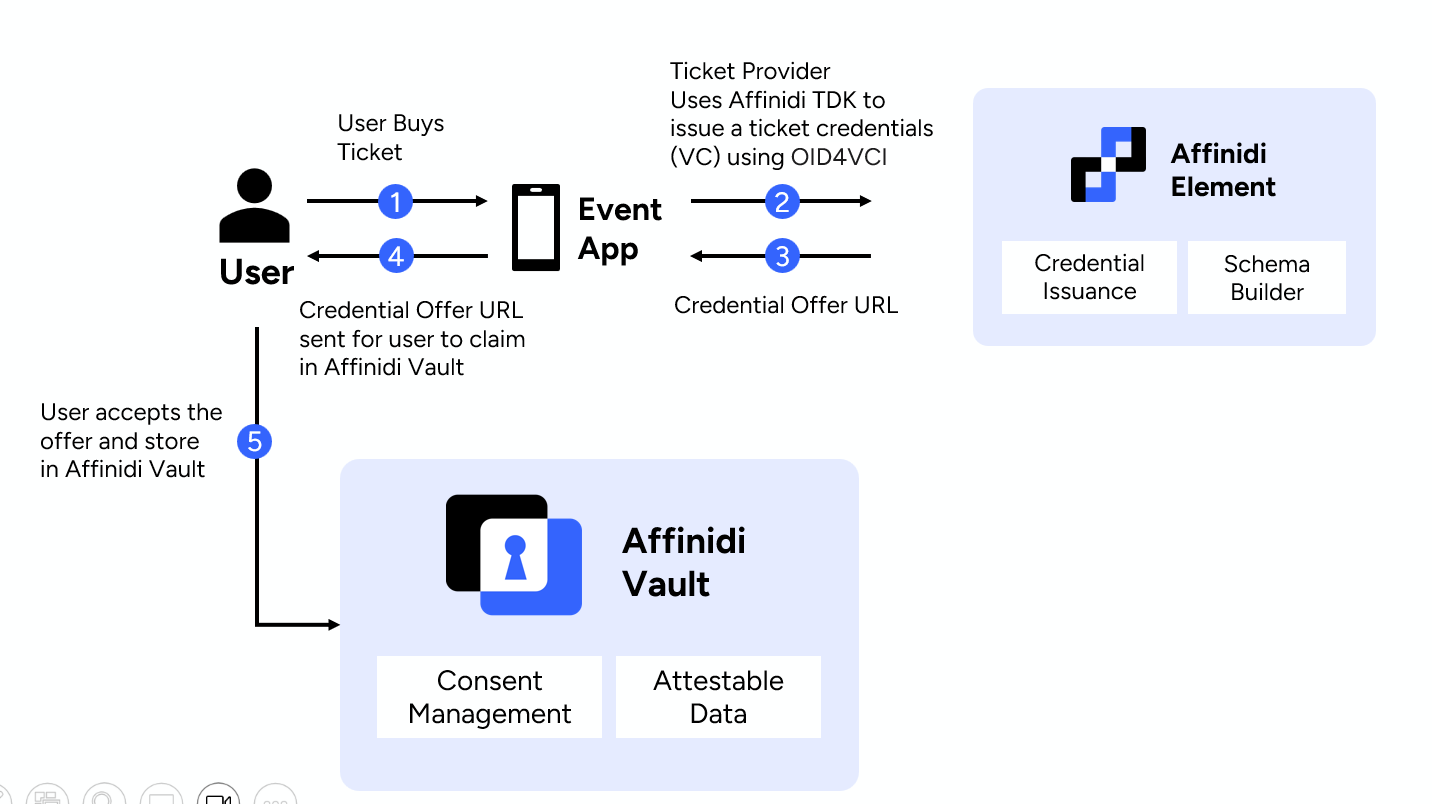 Ticket Provider
Uses Affinidi TDK to
issue a ticket credentials
(VC) using OID4VCI
User Buys
Ticket
1
2
Event
App
4
3
User
Credential Offer URL
sent for user to claim
in Affinidi Vault
Credential Offer URL
Affinidi
Element
Credential
Issuance
Schema
Builder
User accepts the
offer and store
in Affinidi Vault
5
Affinidi
Vault
Consent
Management
Attestable
Data